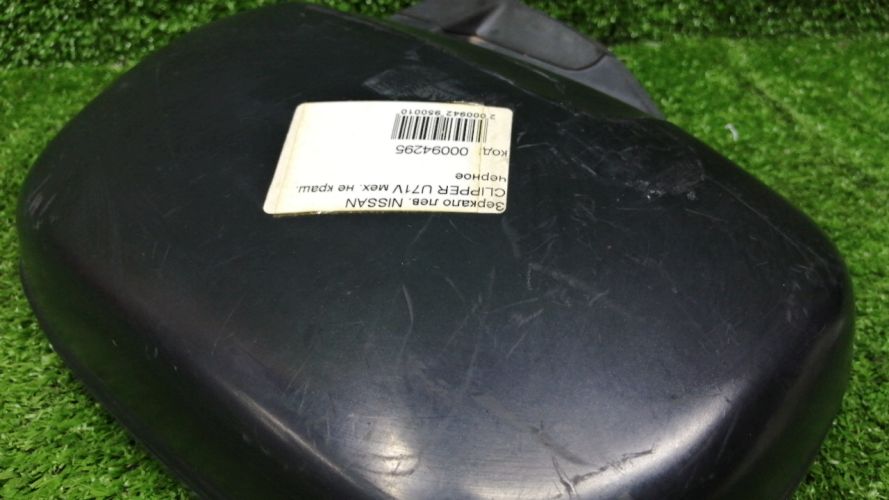 Зеркало лев. NISSAN
CLIPPER U71V мех. не краш.
черное
код: 00094295
2 000942 950010